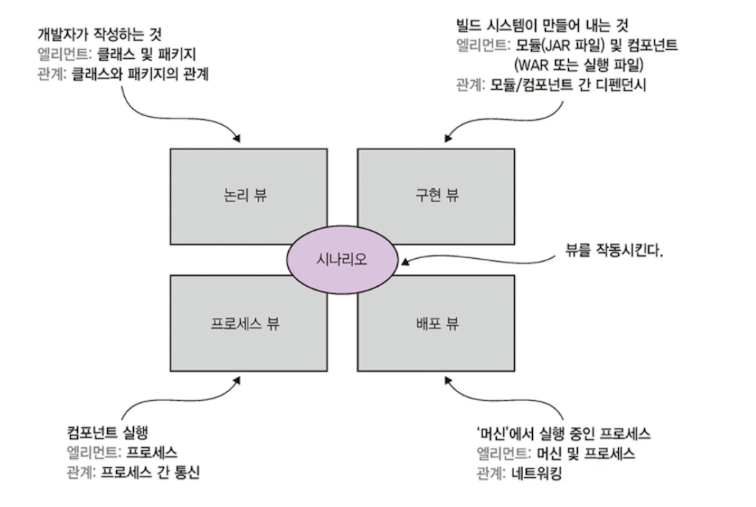 개발자가 작성하는 것
엘리먼트: 클래스 및 패키지
관계: 클래스와 패키지의 관계
빌드 시스템이 만들어 내는 것
엘리먼트: 모듈(JAR 파일) 및 컴포넌트
(WAR 또는 실행 파일)
관계: 모듈/컴포넌트 간 디펜던시
논리 뷰
구현 뷰
시나리오
뷰를 작동시킨다.
프로세스 뷰
배포 뷰
컴포넌트 실행
엘리먼트: 프로세스
관계: 프로세스 간 통신
‘머신’에서 실행 중인 프로세스
엘리먼트: 머신 및 프로세스
관계: 네트워킹